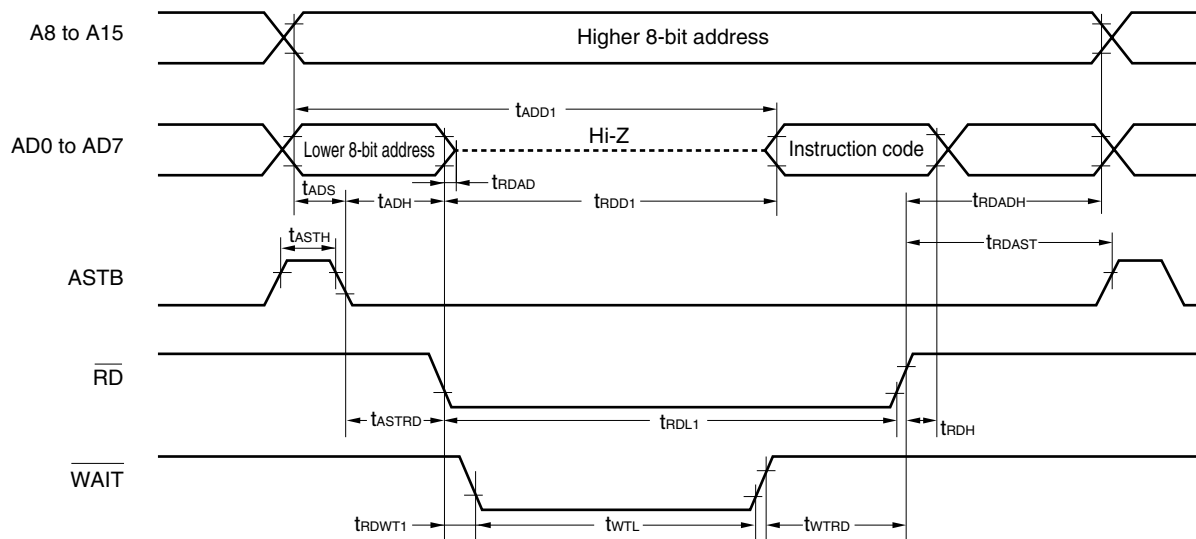 A8 to A15
Higher 8-bit address
tADD1
AD0 to AD7
Lower 8-bit address
Hi-Z
Instruction code
tRDAD
tADS
tADH
tRDD1
tRDADH
tASTH
tRDAST
ASTB
RD
tASTRD
tRDL1
tRDH
WAIT
tRDWT1
tWTL
tWTRD